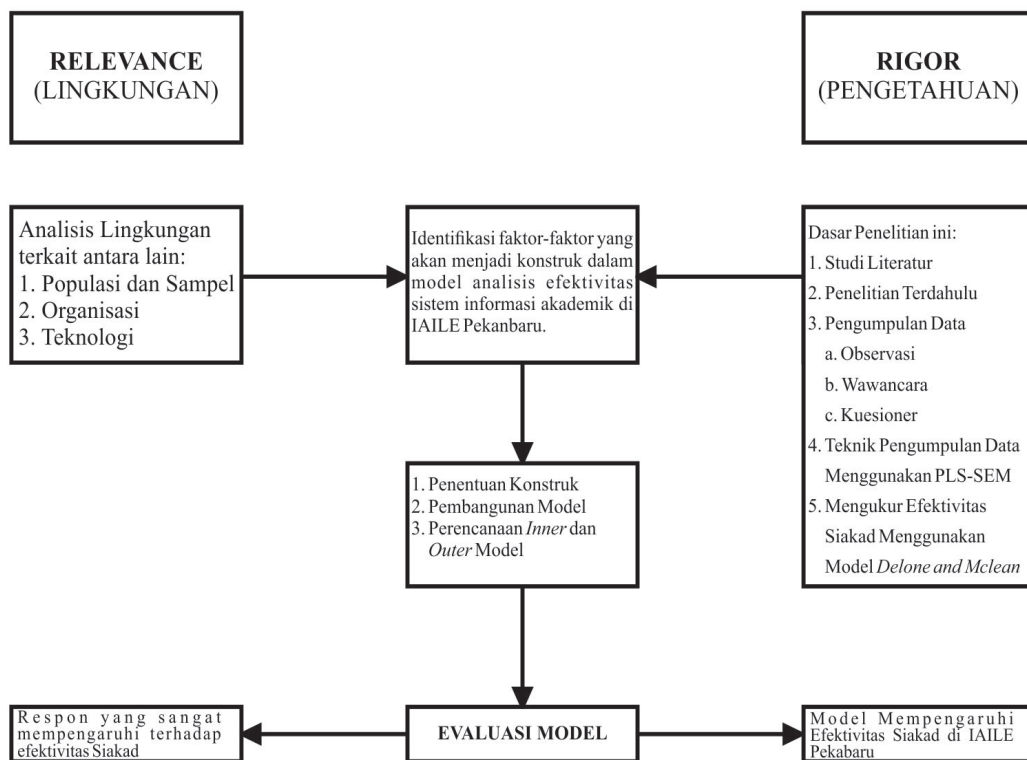 RELEVANCE
(LINGKUNGAN)
RIGOR
(PENGETAHUAN)
Analisis Lingkungan
terkait antara lain:
1. Populasi dan Sampel
2. Organisasi
3. Teknologi
Identifikasi faktor-faktor yang
akan menjadi konstruk dalam
model analisis efektivitas
sistem informasi akademik di
IAILE Pekanbaru.
Dasar Penelitian ini:
1. Studi Literatur
2. Penelitian Terdahulu
3. Pengumpulan Data
a. Observasi
b. Wawancara
c. Kuesioner
4. Teknik Pengumpulan Data
Menggunakan PLS-SEM
5. Mengukur Efektivitas
Siakad Menggunakan
Model Delone and Mclean
1. Penentuan Konstruk
2. Pembangunan Model
3. Perencanaan Inner dan
Outer Model
Respon yang sangat
mempengaruhi terhadap
efektivitas Siakad
EVALUASI MODEL
Model Mempengaruhi
Efektivitas Siakad di IAILE
Pekabaru